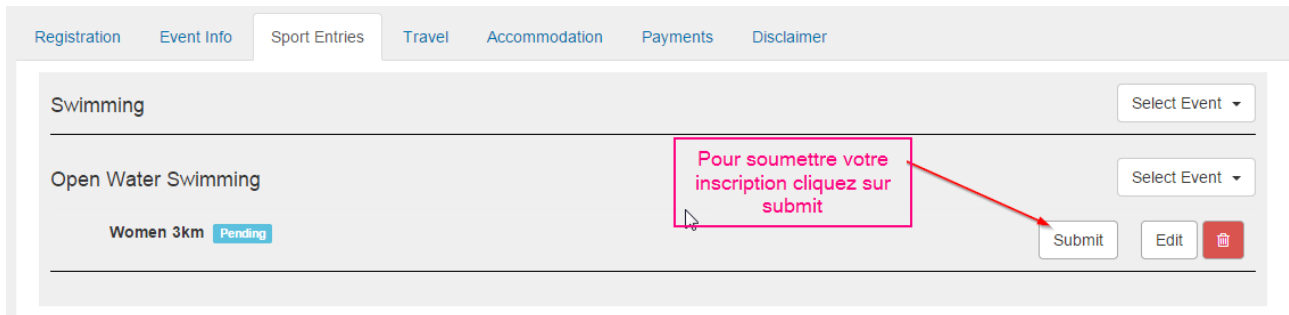 Registration Event Info Sport Entries Travel Accommodation Payments Disclaimer
Swimming
Select Event
Pour soumettre votre
inscription cliquez sur
submit
Open Water Swimming
Select Event
Women 3km Pending
Submit Edit